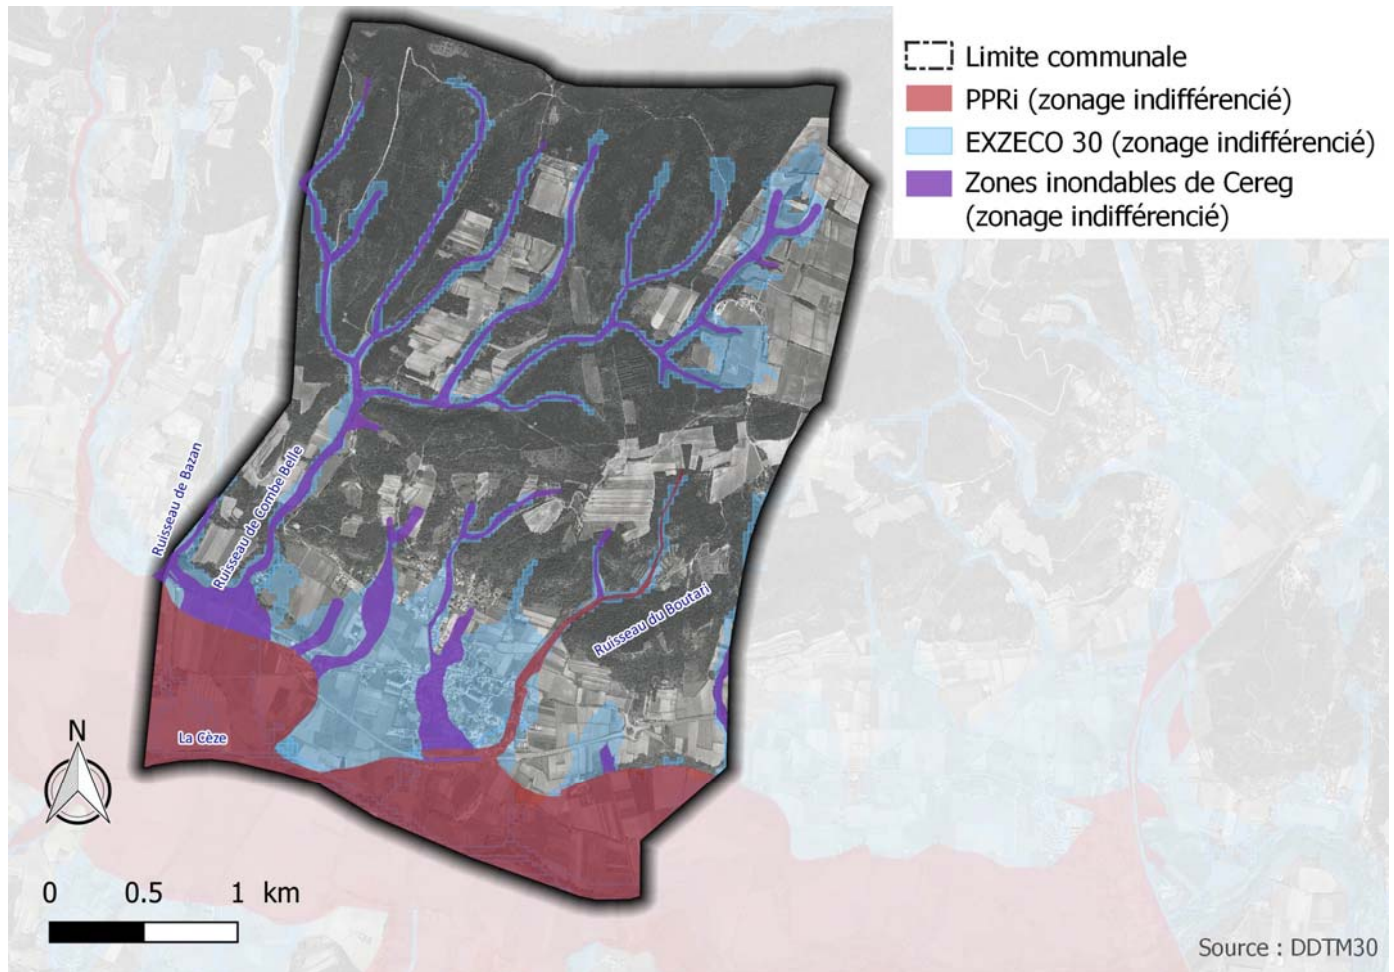 Limite communale
PPRi (zonage indifférencié)
EXZECO 30 (zonage indifférencié)
Zones inondables de Cereg
(zonage indifférencié)
Ruisseau de Bazan
Ruisseau de Combe Belle
Ruisseau du Boutari
La Cèze
N
0 0.5 1 km
Source : DDTM30